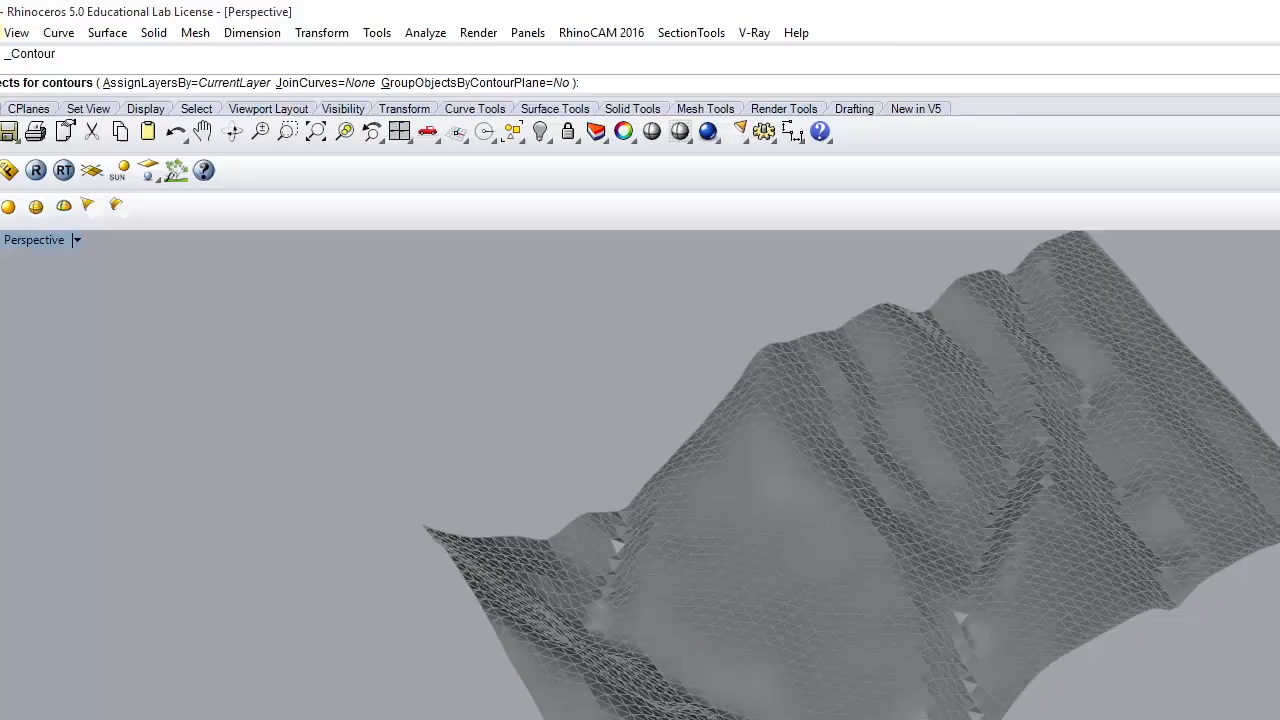 - Rhinoceros 5.0 Educational Lab License - [Perspective]
View Curve Surface Solid Mesh Dimension Transform Tools Analyze Render Panels RhinoCAM 2016 SectionTools V-Ray Help
_Contour
ects for contours ( AssignLayersBy=CurrentLayer JoinCurves=None GroupObjectsByContourPlane=No ):
CPlanes Set View Display Select Viewport Layout Visibility Transform Curve Tools Surface Tools Solid Tools Mesh Tools Render Tools Drafting New in V5
F R RT SUN
Perspective